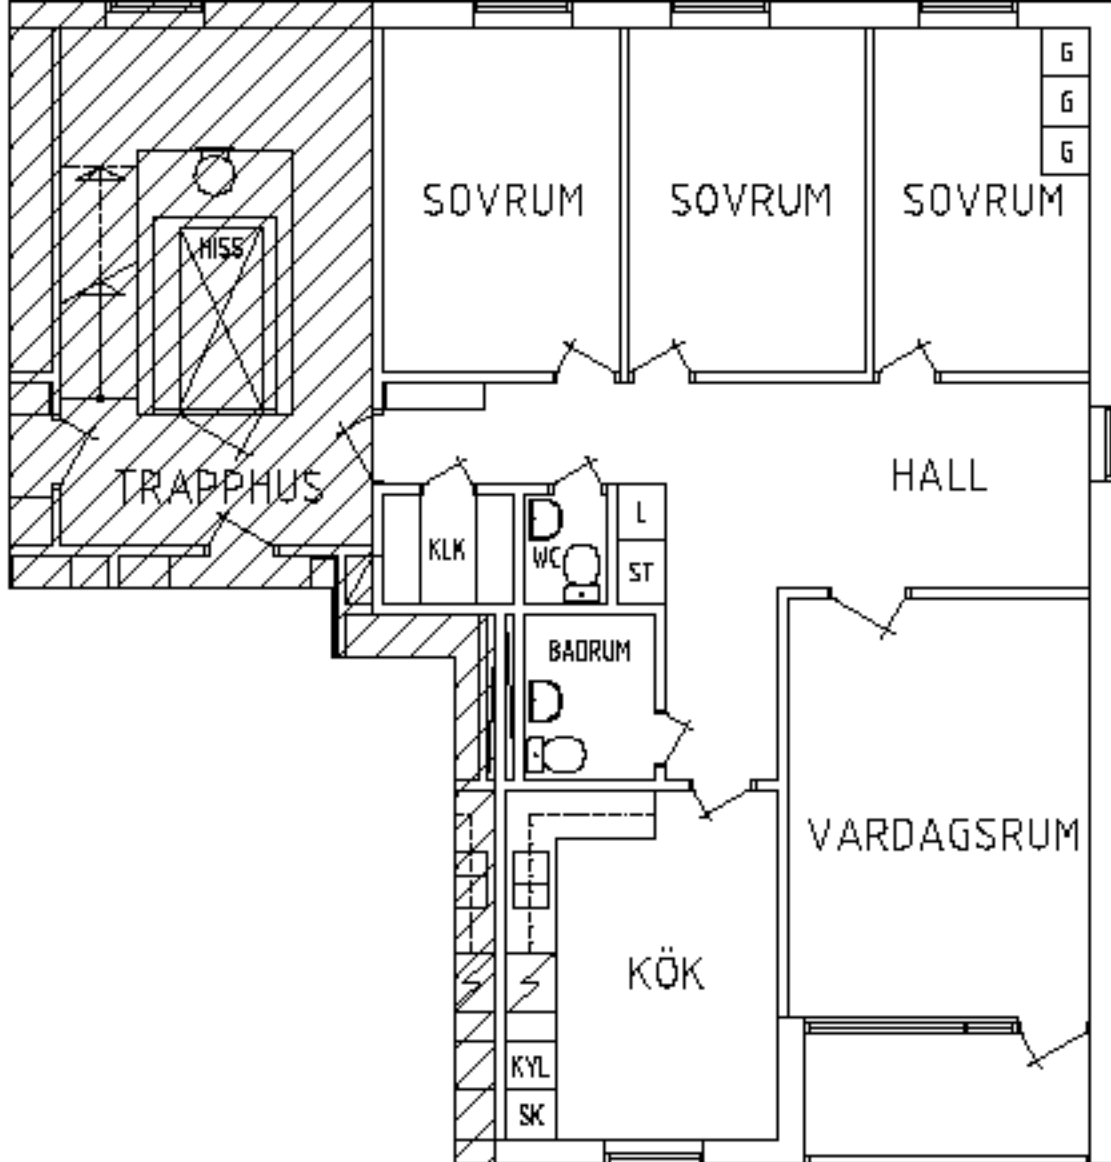 G
G
G
SOVRUM
SOVRUM
SOVRUM
HISS
HALL
TRAPPHUS
L
KLK
WC
ST
BADRUM
VARDAGSRUM
KÖK
KYL
SK